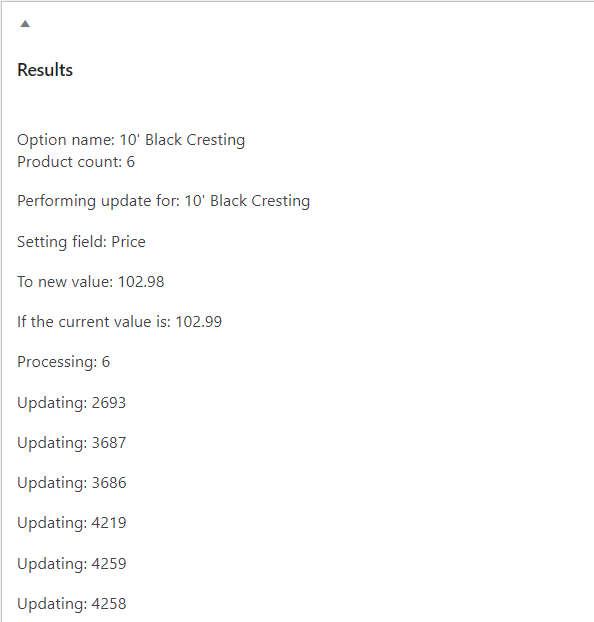 Results
Option name: 10' Black Cresting
Product count: 6
Performing update for: 10' Black Cresting
Setting field: Price
To new value: 102.98
If the current value is: 102.99
Processing: 6
Updating: 2693
Updating: 3687
Updating: 3686
Updating: 4219
Updating: 4259
Updating: 4258